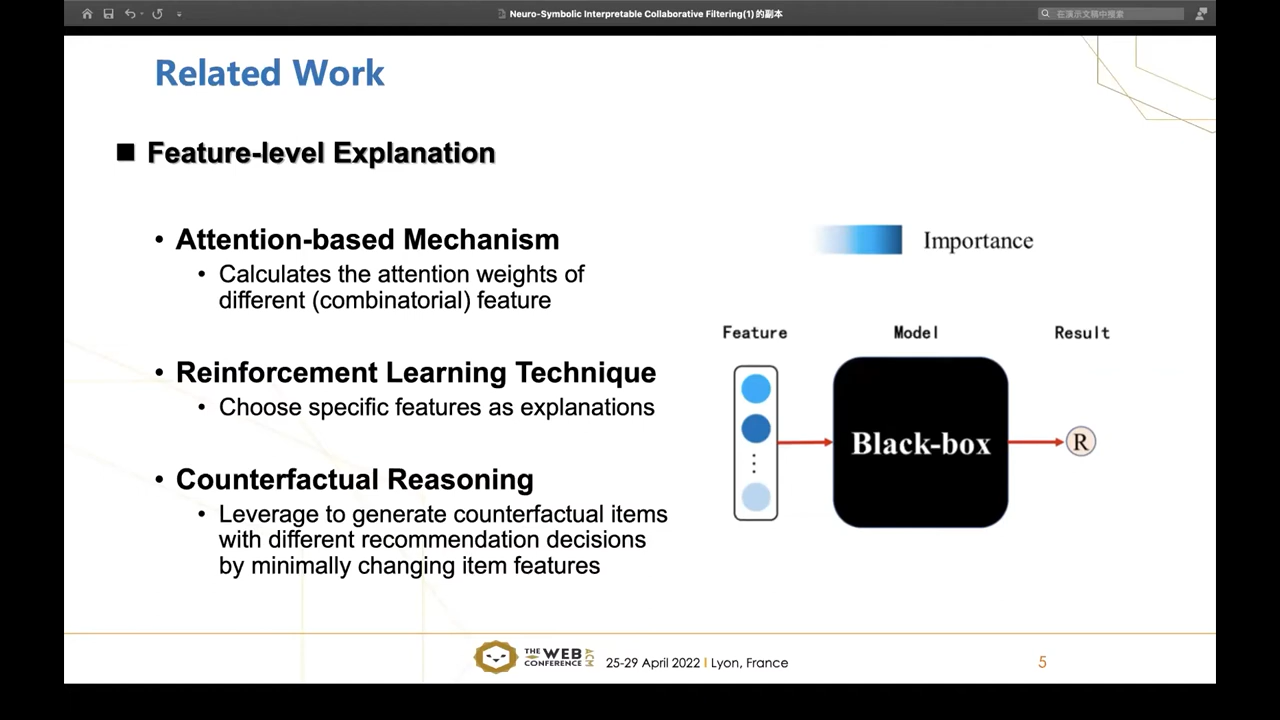 Neuro-Symbolic Interpretable Collaborative Filtering(1)的副本
在演示文稿中搜索
Related Work
Feature-level Explanation
• Attention-based Mechanism
• Calculates the attention weights of
different (combinatorial) feature
• Reinforcement Learning Technique
• Choose specific features as explanations
• Counterfactual Reasoning
• Leverage to generate counterfactual items
with different recommendation decisions
by minimally changing item features
Importance
Feature Model Result
Black-box
R
THE WEB CONFERENCE ACM
25-29 April 2022 | Lyon, France
5